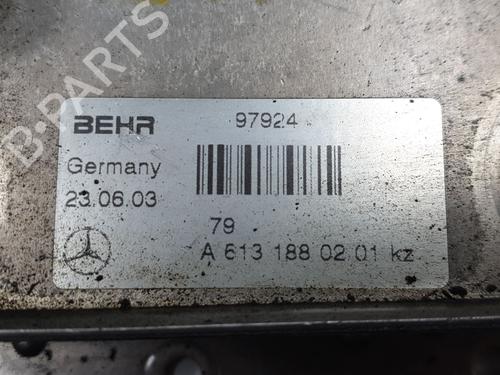 B-PARTS
BEHR 97924
Germany
23.06.03
79
A 613 188 02 01 kz